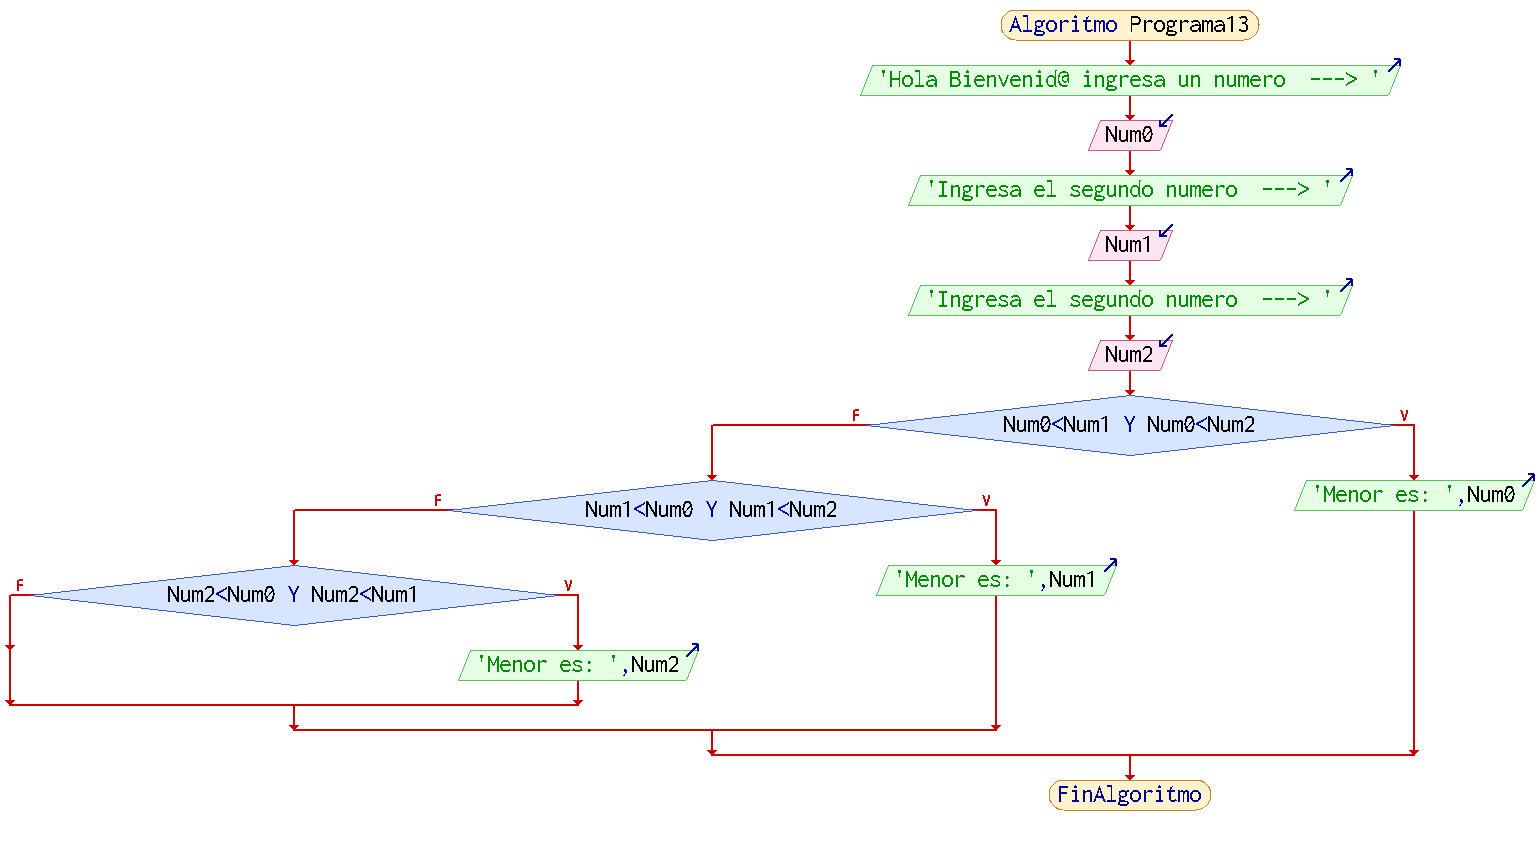 Algoritmo Programa13
'Hola Bienvenid@ ingresa un numero  ---> '
Num0
'Ingresa el segundo numero  ---> '
Num1
'Ingresa el segundo numero  ---> '
Num2
F
Num0<Num1 Y Num0<Num2
V
F
Num1<Num0 Y Num1<Num2
V
'Menor es: ',Num0
F
Num2<Num0 Y Num2<Num1
V
'Menor es: ',Num1
'Menor es: ',Num2
FinAlgoritmo